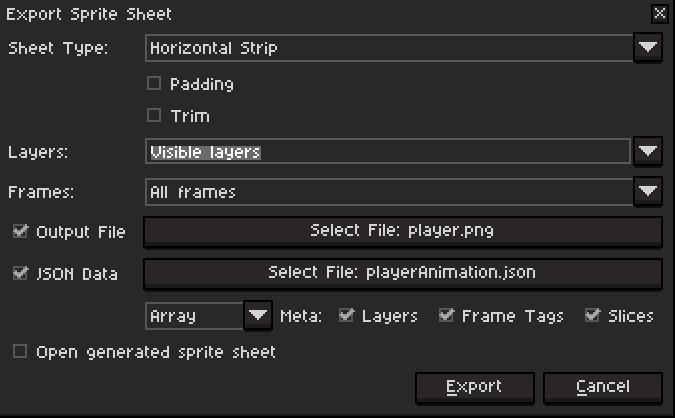 Export Sprite Sheet
Sheet Type: Horizontal Strip
Padding
Trim
Layers: Visible layers
Frames: All frames
Output File Select File: player.png
JSON Data Select File: playerAnimation.json
Array Meta: Layers Frame Tags Slices
Open generated sprite sheet
Export Cancel